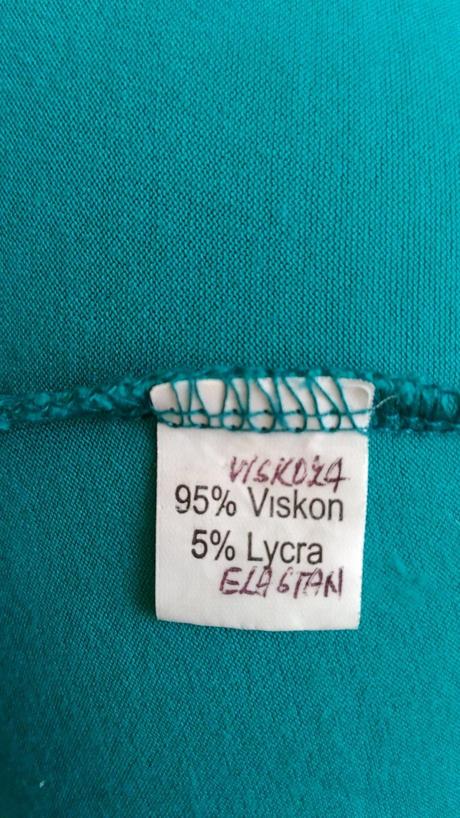 VISKOZA
95% Viskon
5% Lycra
ELASTAN